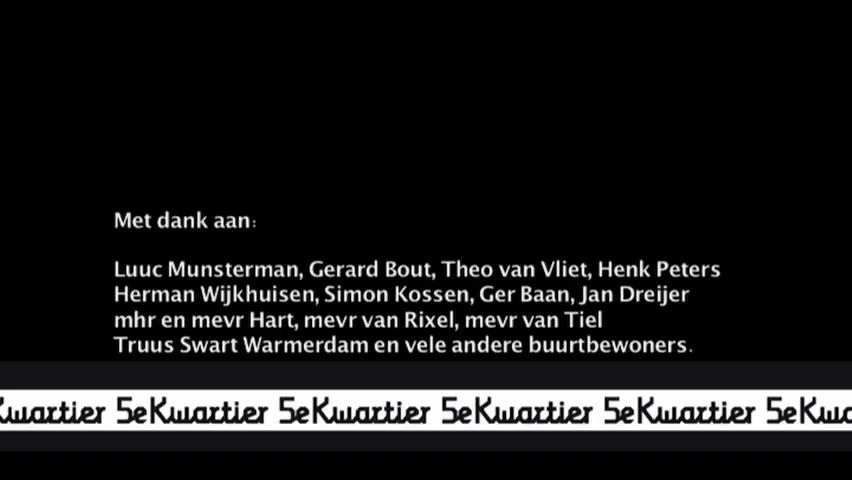 Met dank aan:
Luuc Munsterman, Gerard Bout, Theo van Vliet, Henk Peters
Herman Wijkhuisen, Simon Kossen, Ger Baan, Jan Dreijer
mhr en mevr Hart, mevr van Rixel, mevr van Tiel
Truus Swart Warmerdam en vele andere buurtbewoners.
Kwartier 5eKwartier 5eKwartier 5eKwartier 5eKwartier 5eKwa